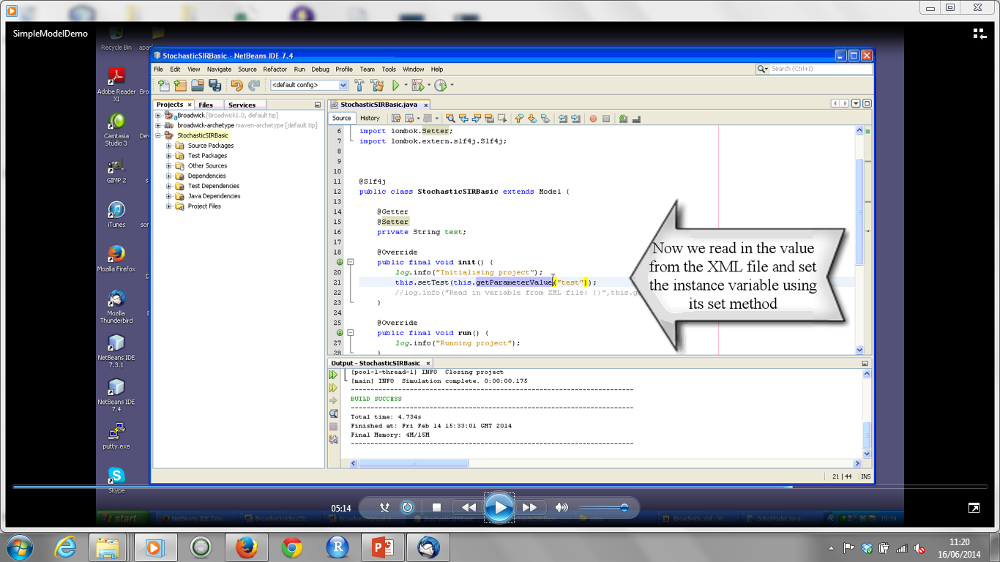 SimpleModelDemo
Recycle Bin
Adobe Reader XI
Camtasia Studio 3
GIMP 2
iTunes
Mozilla Firefox
Mozilla Thunderbird
NetBeans IDE 7.3.1
NetBeans IDE 7.4
putty.exe
Skype
StochasticSIRBasic - NetBeans IDE 7.4
File Edit View Navigate Source Refactor Run Debug Profile Team Tools Window Help
Search (Ctrl+I)
<default config>
Projects Files Services
Broadwick [Broadwick1.0, default tip]
broadwick-archetype maven-archetype [default tip]
StochasticSIRBasic
Source Packages
Test Packages
Other Sources
Dependencies
Test Dependencies
Java Dependencies
Project Files
StochasticSIRBasic.java
Source History
6 import lombok.Setter;
7 import lombok.extern.slf4j.Slf4j;
8
9
10
11 @Slf4j
12 public class StochasticSIRBasic extends Model {
13
14 @Getter
15 @Setter
16 private String test;
17
18 @Override
public final void init() {
20 log.info("Initialising project");
21 this.setTest(this.getParameterValue("test"));
22 //log.info("Read in variable from XML file: {}",this.g
23 }
24
25 @Override
public final void run() {
27 log.info("Running project");
28 }
Now we read in the value
from the XML file and set
the instance variable using
its set method
Output - StochasticSIRBasic
[pool-1-thread-1] INFO Closing project
[main] INFO Simulation complete. 0:00:00.175
------------------------------------------------------------------------
BUILD SUCCESS
------------------------------------------------------------------------
Total time: 4.734s
Finished at: Fri Feb 14 15:33:01 GMT 2014
Final Memory: 4M/15M
------------------------------------------------------------------------
21 | 44 INS
05:14
start
15:34
11:20
16/06/2014